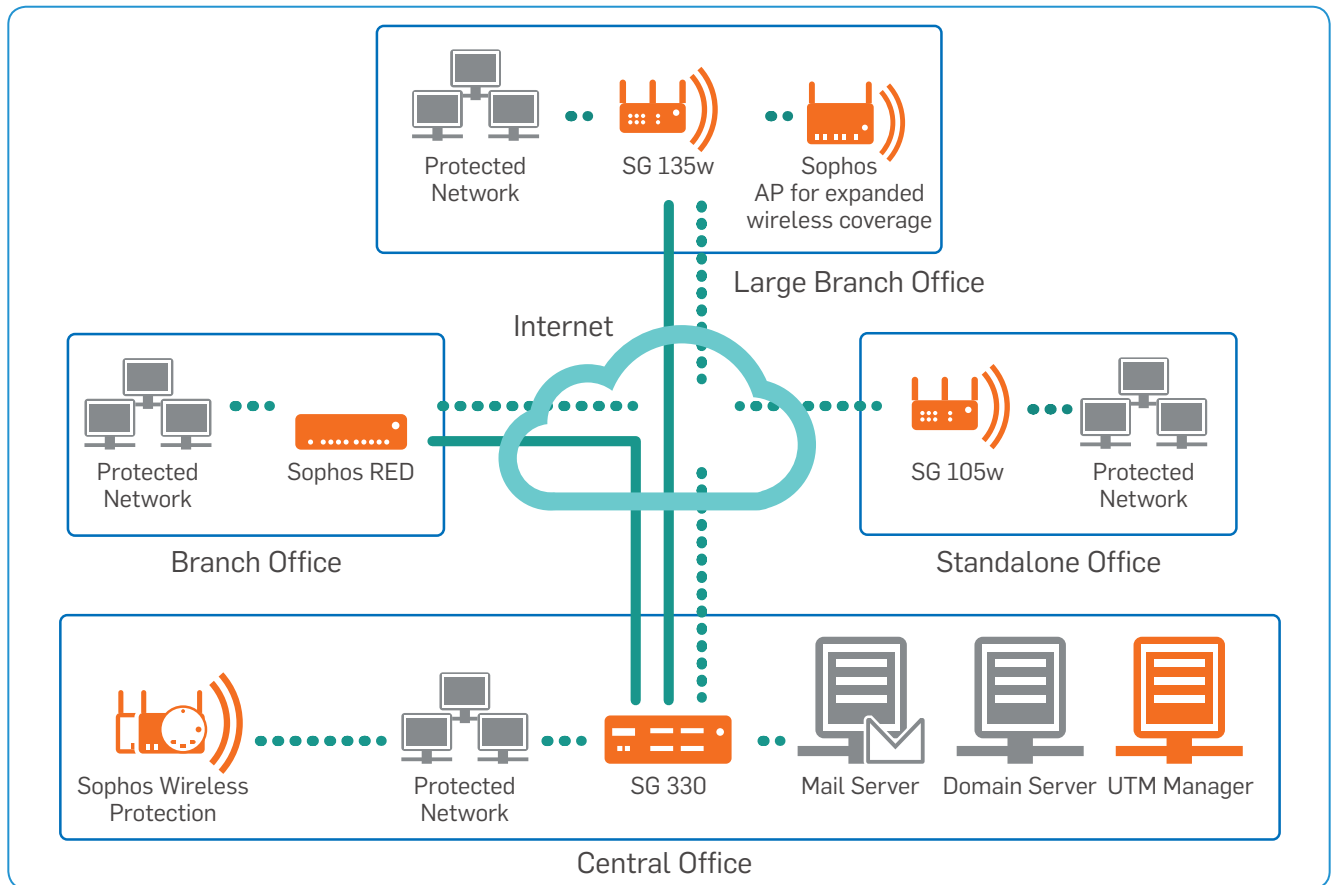 Protected
Network
SG 135w
Sophos
AP for expanded
wireless coverage
Large Branch Office
Internet
Protected
Network
Sophos RED
Branch Office
SG 105w
Protected
Network
Standalone Office
Sophos Wireless
Protection
Protected
Network
SG 330
Mail Server
Domain Server
UTM Manager
Central Office